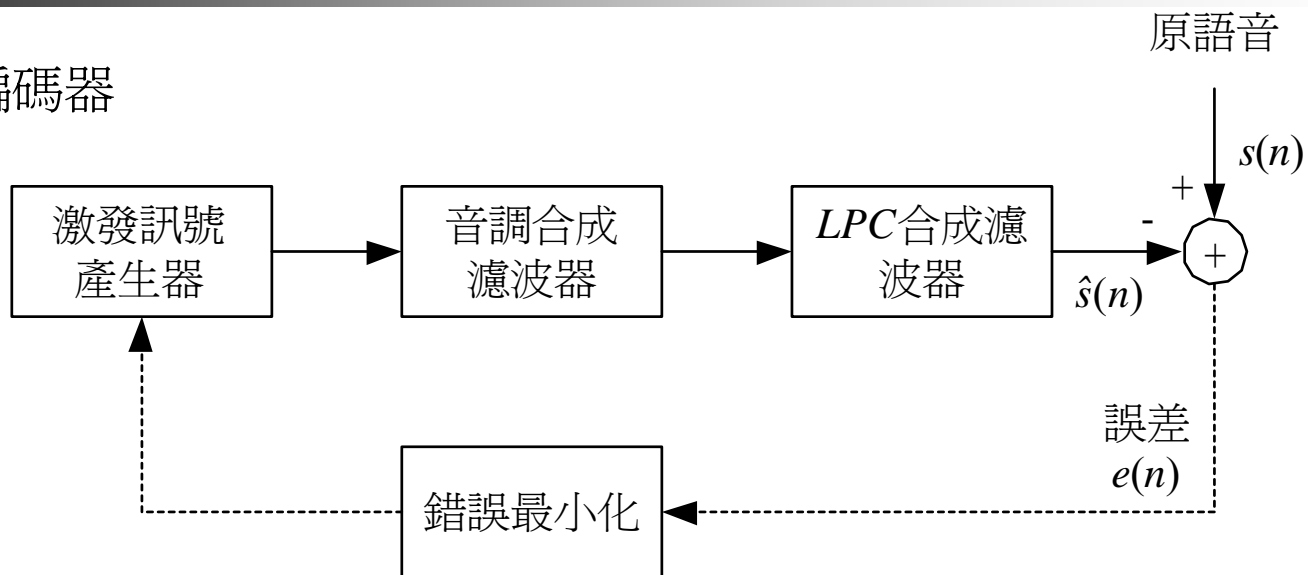 原語音
編碼器
s(n)
+
-
激發訊號
產生器
音調合成
濾波器
LPC合成濾
波器
+
ŝ(n)
誤差
e(n)
錯誤最小化